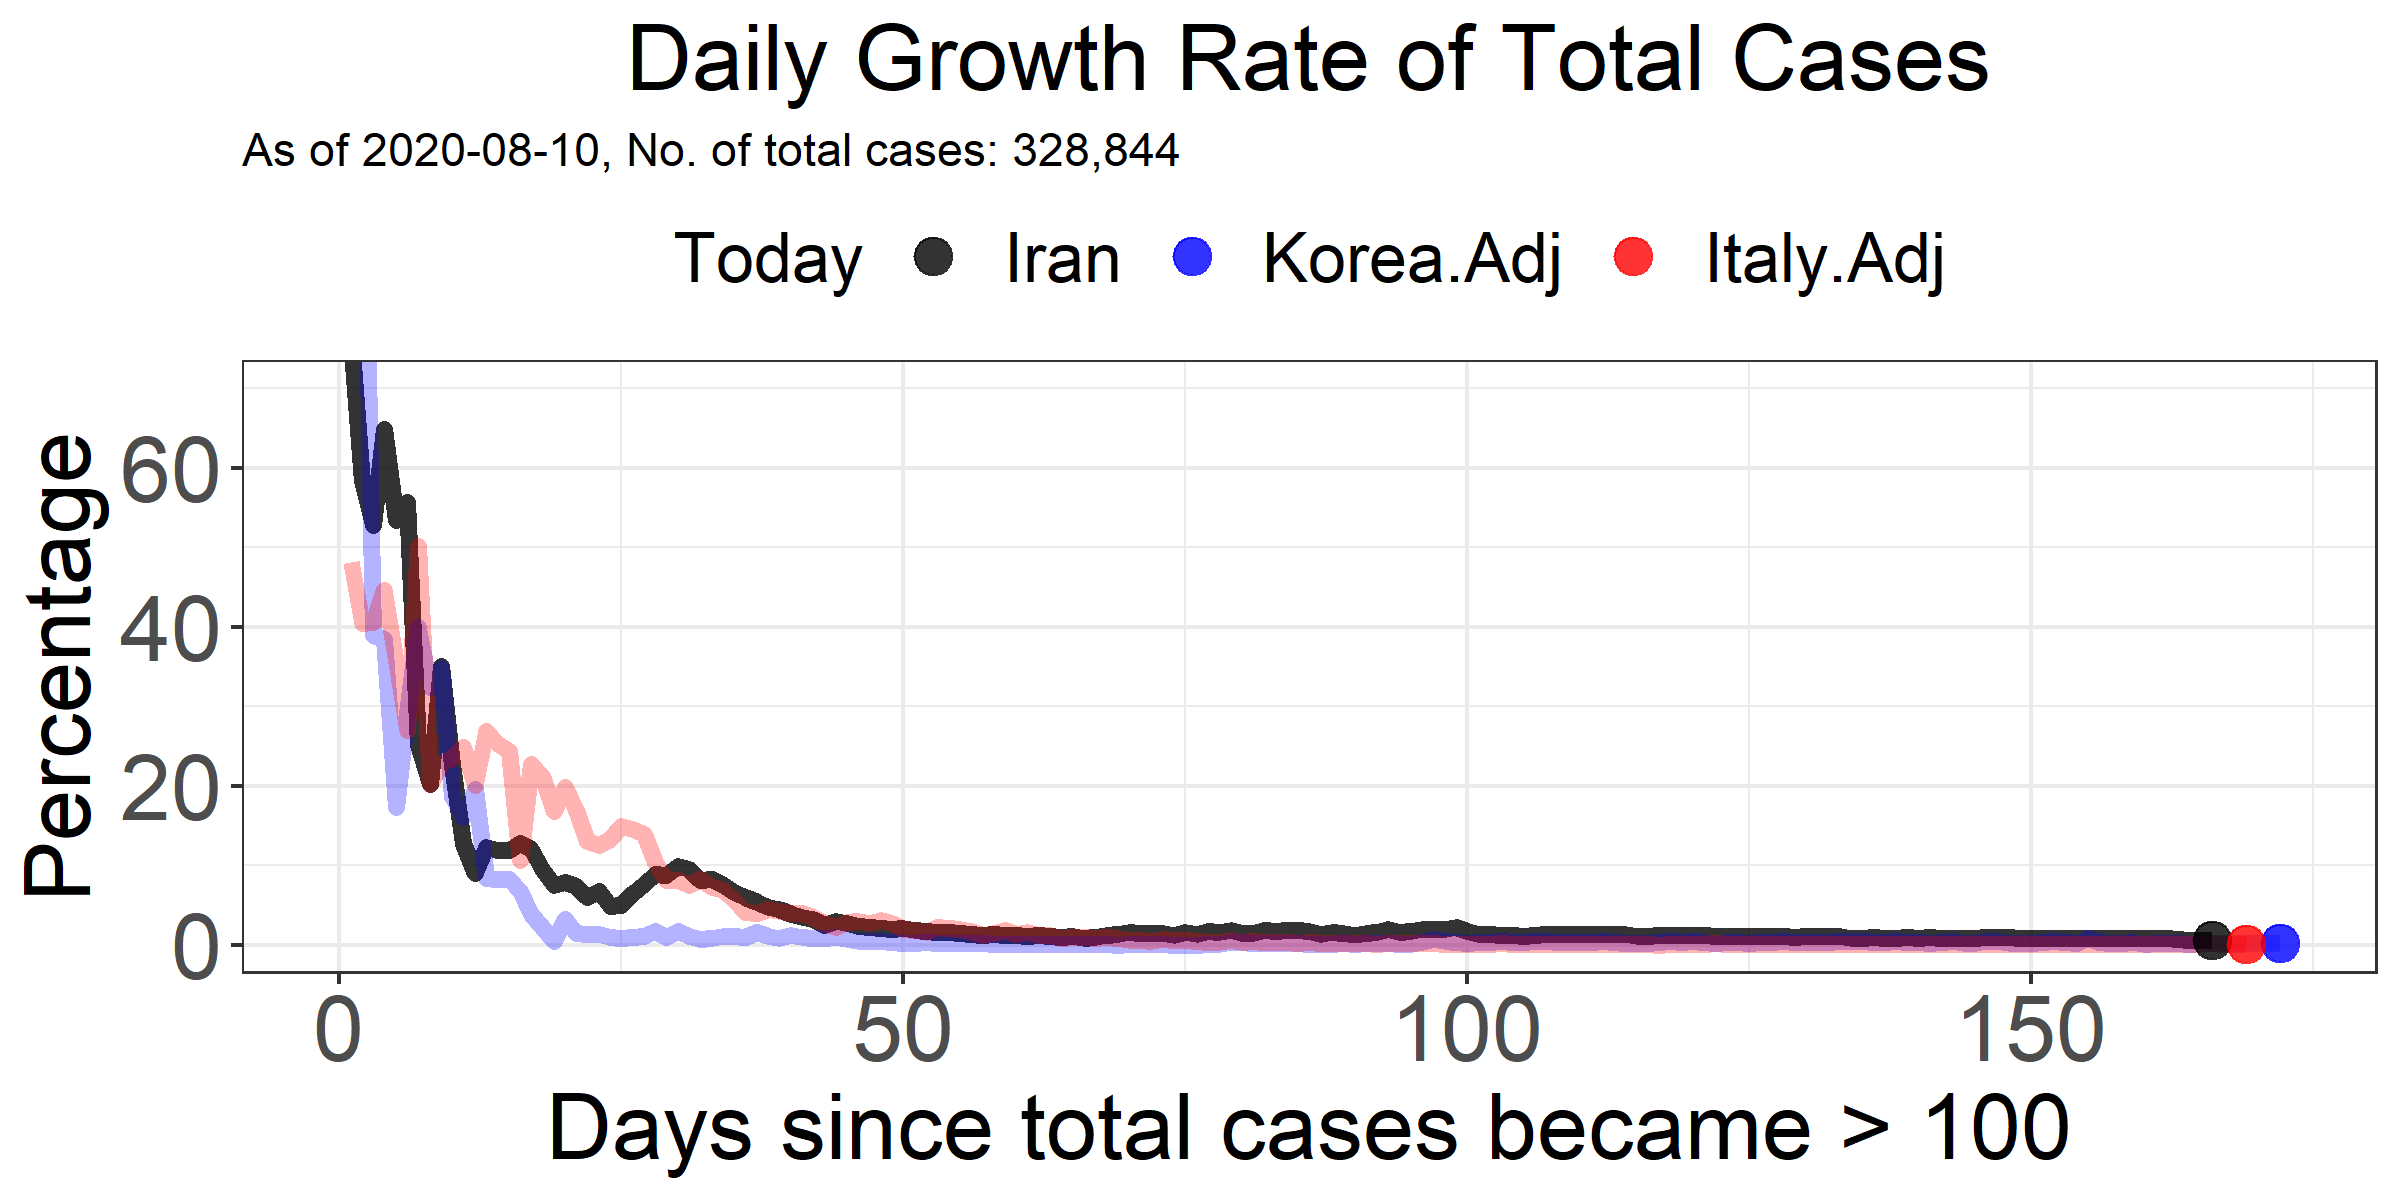 Daily Growth Rate of Total Cases
As of 2020-08-10, No. of total cases: 328,844
Today Iran Korea.Adj Italy.Adj
Percentage
60
40
20
0
0 50 100 150
Days since total cases became > 100